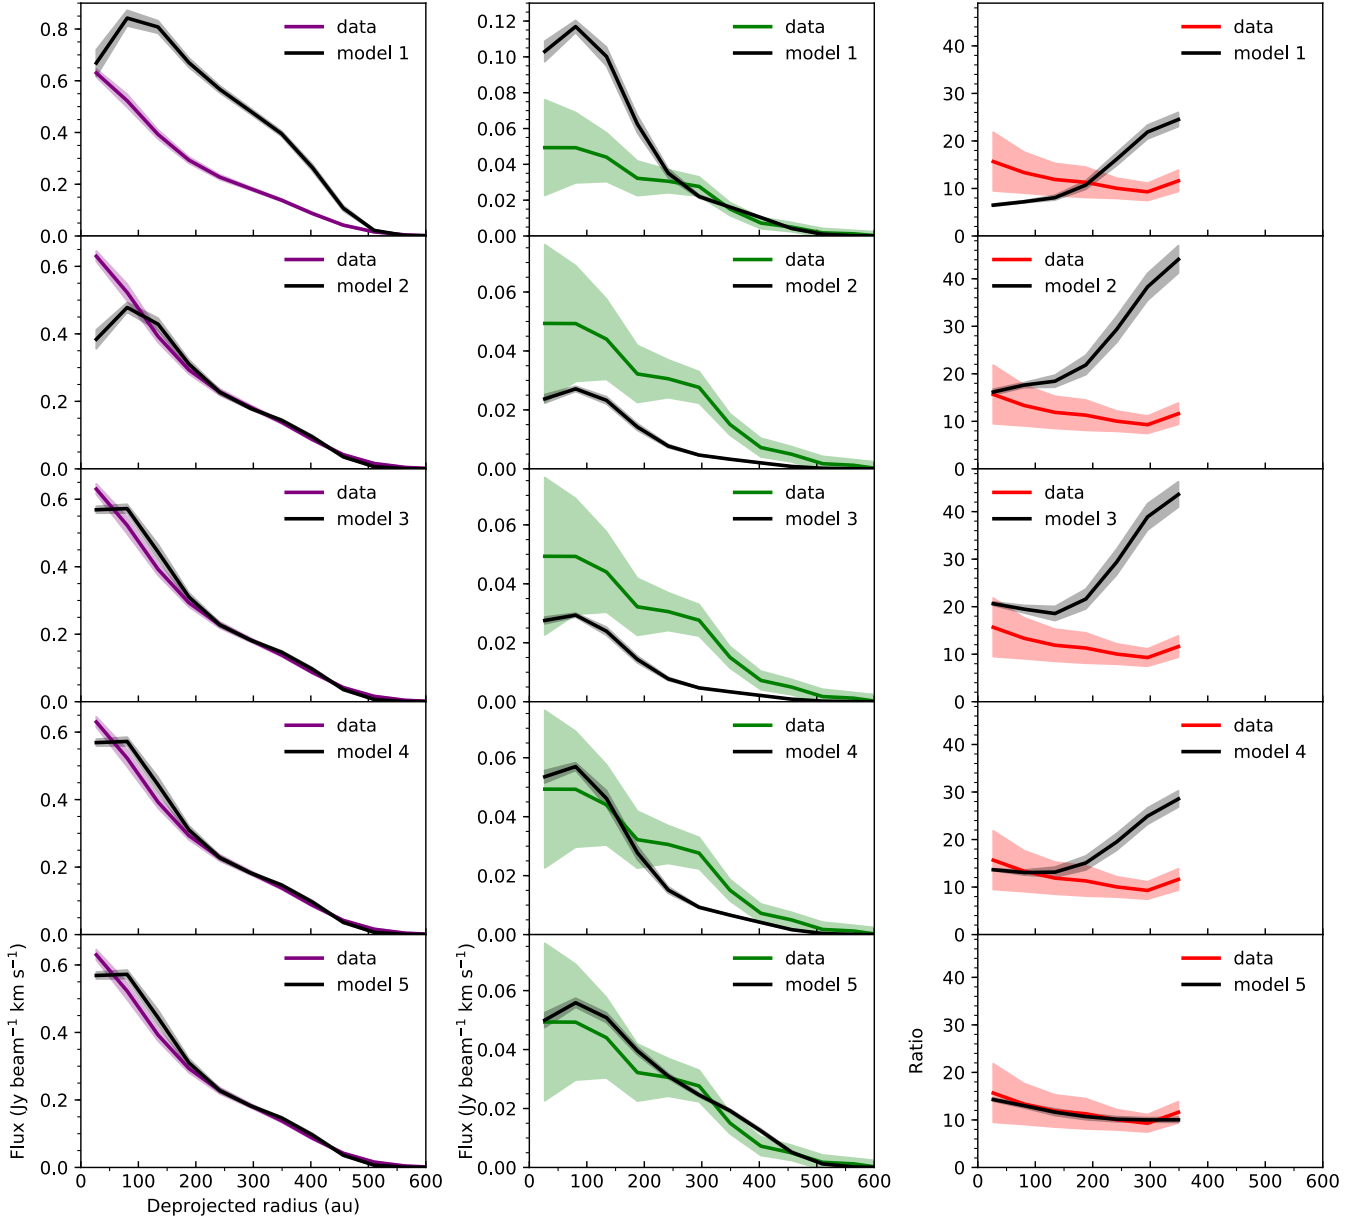 0.8
0.6
0.4
0.2
0.0
data
model 1
0.12
0.10
0.08
0.06
0.04
0.02
0.00
data
model 1
40
30
20
10
0
data
model 1
0.6
0.4
0.2
0.0
data
model 2
0.06
0.04
0.02
0.00
data
model 2
40
30
20
10
0
data
model 2
0.6
0.4
0.2
0.0
data
model 3
0.06
0.04
0.02
0.00
data
model 3
40
30
20
10
0
data
model 3
0.6
0.4
0.2
0.0
data
model 4
0.06
0.04
0.02
0.00
data
model 4
40
30
20
10
0
data
model 4
Flux (Jy beam⁻¹ km s⁻¹)
0.6
0.4
0.2
0.0
data
model 5
0 100 200 300 400 500 600
Deprojected radius (au)
Flux (Jy beam⁻¹ km s⁻¹)
0.06
0.04
0.02
0.00
data
model 5
0 100 200 300 400 500 600
Ratio
40
30
20
10
0
data
model 5
0 100 200 300 400 500 600